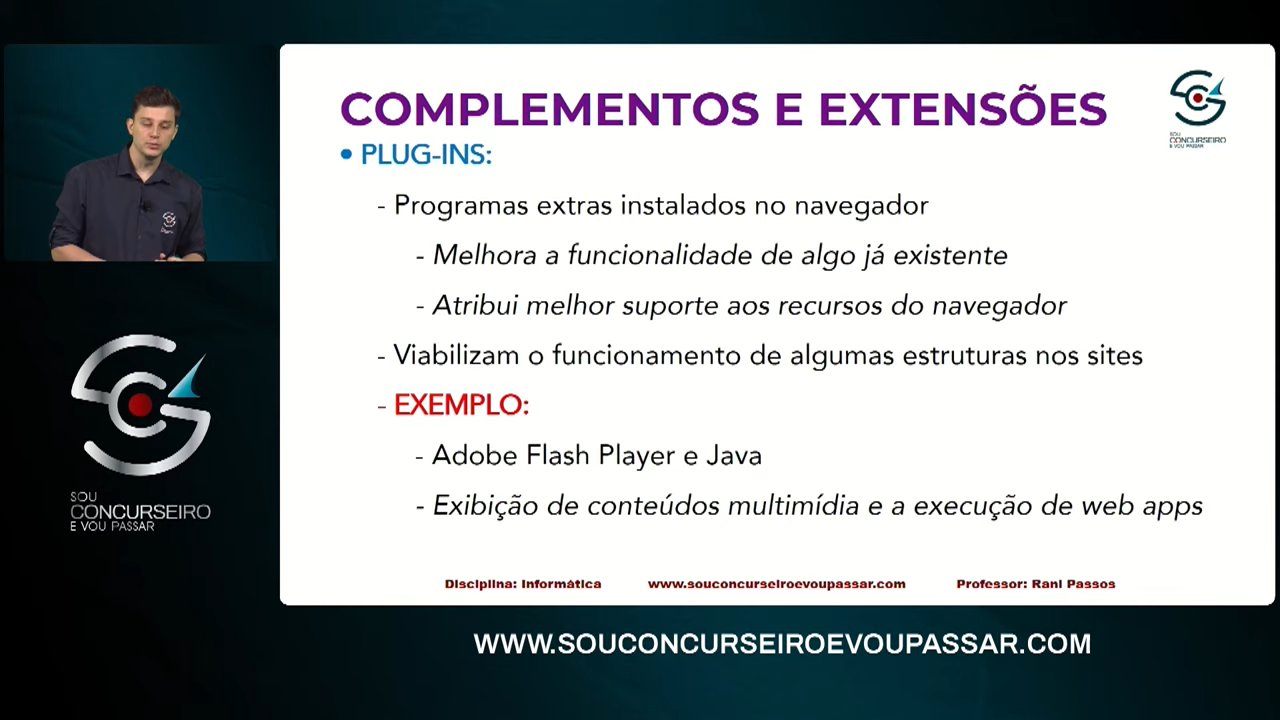 COMPLEMENTOS E EXTENSÕES
• PLUG-INS:
- Programas extras instalados no navegador
- Melhora a funcionalidade de algo já existente
- Atribui melhor suporte aos recursos do navegador
- Viabilizam o funcionamento de algumas estruturas nos sites
- EXEMPLO:
- Adobe Flash Player e Java
- Exibição de conteúdos multimídia e a execução de web apps
Disciplina: Informática www.souconcurseiroevoupassar.com Professor: Rani Passos
SOU
CONCURSEIRO
E VOU PASSAR
SOU
CONCURSEIRO
E VOU PASSAR
WWW.SOUCONCURSEIROEVOUPASSAR.COM